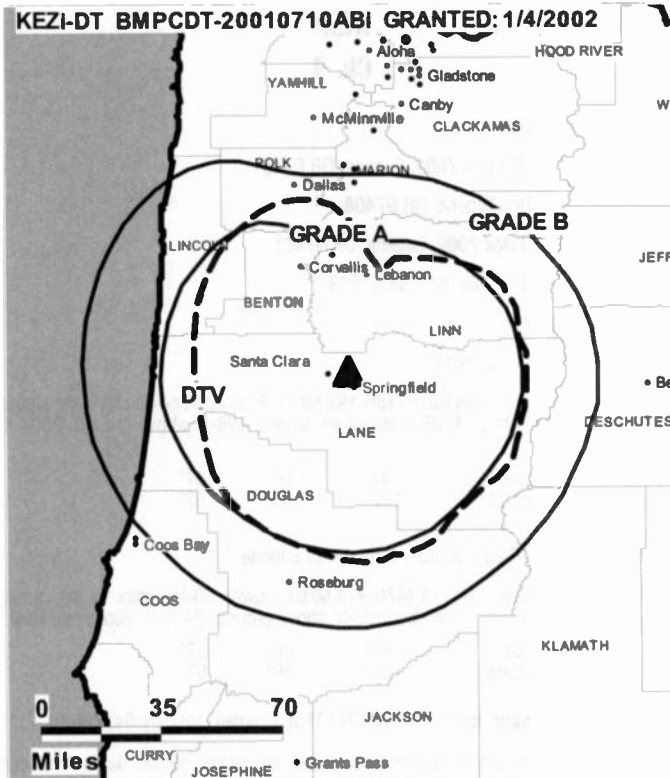 KEZI-DT BMPCDT-20010710ABI GRANTED: 1/4/2002
Aloha
HOOD RIVER
Gladstone
YAMHILL
Canby
McMinnville
CLACKAMAS
W
POLK
MARION
Dallas
GRADE A
GRADE B
LINCOLN
Corvallis
Lebanon
JEFF
BENTON
LINN
Santa Clara
Springfield
Be
DTV
DESCHUTES
LANE
DOUGLAS
Coos Bay
Roseburg
COOS
KLAMATH
0 35 70
JACKSON
Miles
CURRY
Grants Pass
JOSEPHINE